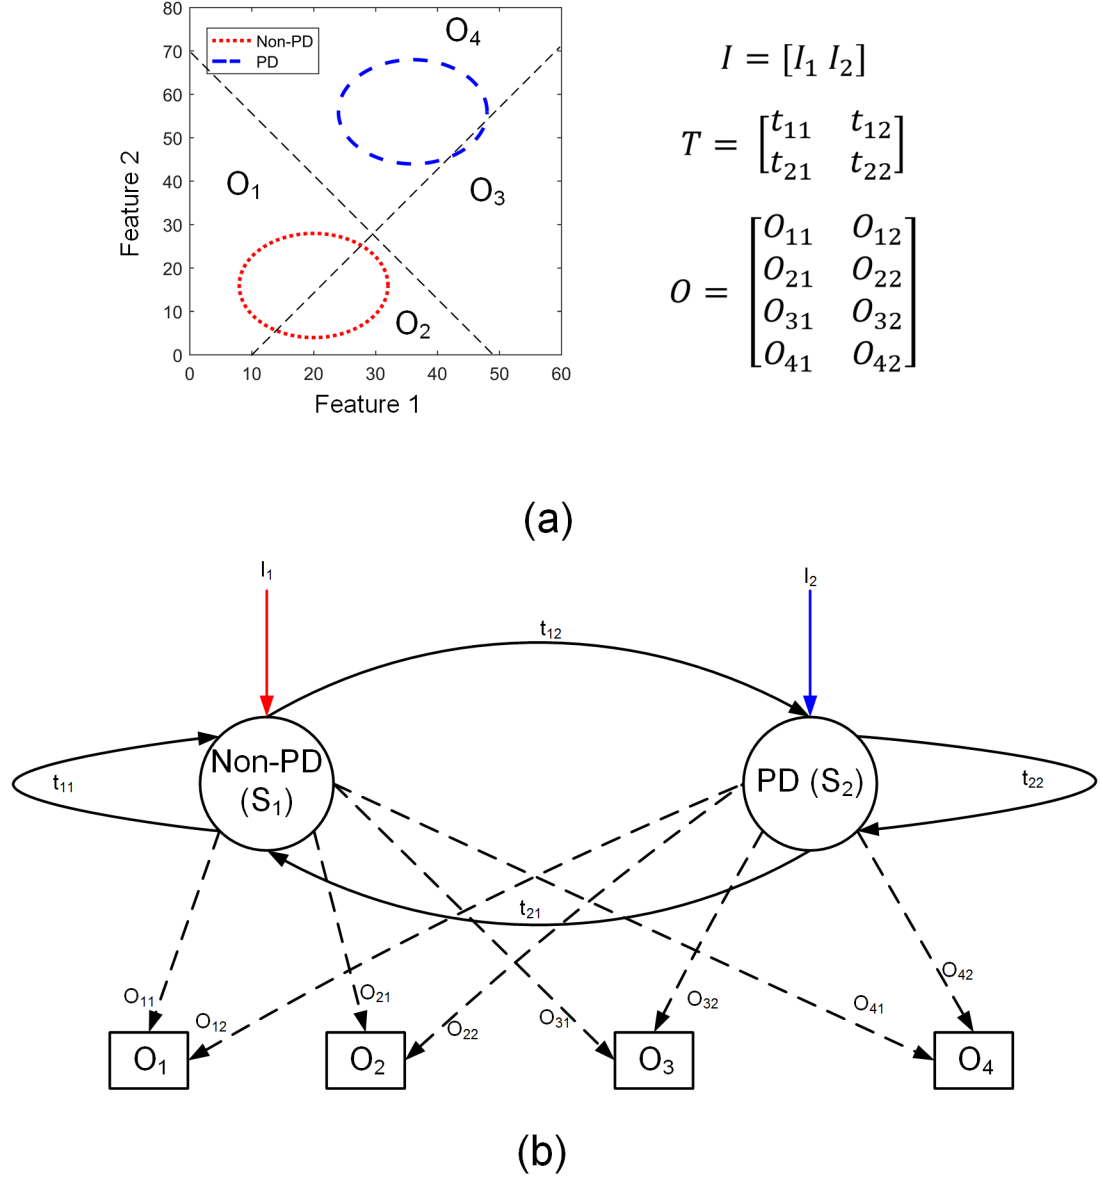 80
70
60
50
40
30
20
10
0
0 10 20 30 40 50 60
Feature 2
Feature 1
Non-PD
PD
O₄
O₁
O₃
O₂
I = [I₁ I₂]
T = [t₁₁ t₁₂
t₂₁ t₂₂]
O = [O₁₁ O₁₂
O₂₁ O₂₂
O₃₁ O₃₂
O₄₁ O₄₂]
(a)
I₁ I₂
t₁₂
Non-PD
(S₁)
PD (S₂)
t₁₁
t₂₂
t₂₁
O₁₁
O₁₂
O₂₁
O₂₂
O₃₁
O₃₂
O₄₁
O₄₂
O₁ O₂ O₃ O₄
(b)